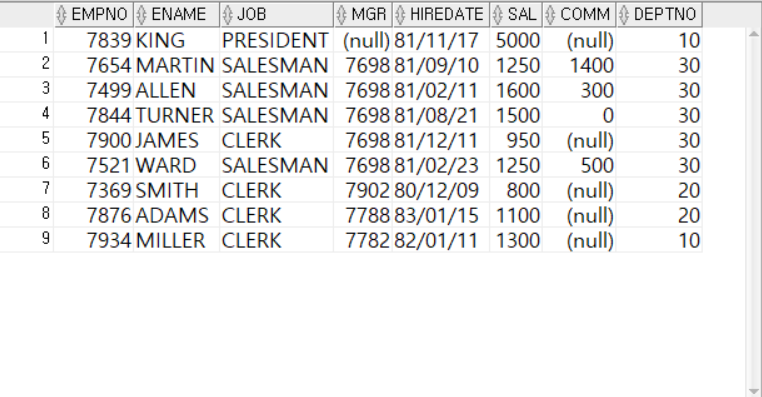 EMPNO ENAME JOB MGR HIREDATE SAL COMM DEPTNO
1 7839 KING PRESIDENT (null) 81/11/17 5000 (null) 10
2 7654 MARTIN SALESMAN 7698 81/09/10 1250 1400 30
3 7499 ALLEN SALESMAN 7698 81/02/11 1600 300 30
4 7844 TURNER SALESMAN 7698 81/08/21 1500 0 30
5 7900 JAMES CLERK 7698 81/12/11 950 (null) 30
6 7521 WARD SALESMAN 7698 81/02/23 1250 500 30
7 7369 SMITH CLERK 7902 80/12/09 800 (null) 20
8 7876 ADAMS CLERK 7788 83/01/15 1100 (null) 20
9 7934 MILLER CLERK 7782 82/01/11 1300 (null) 10